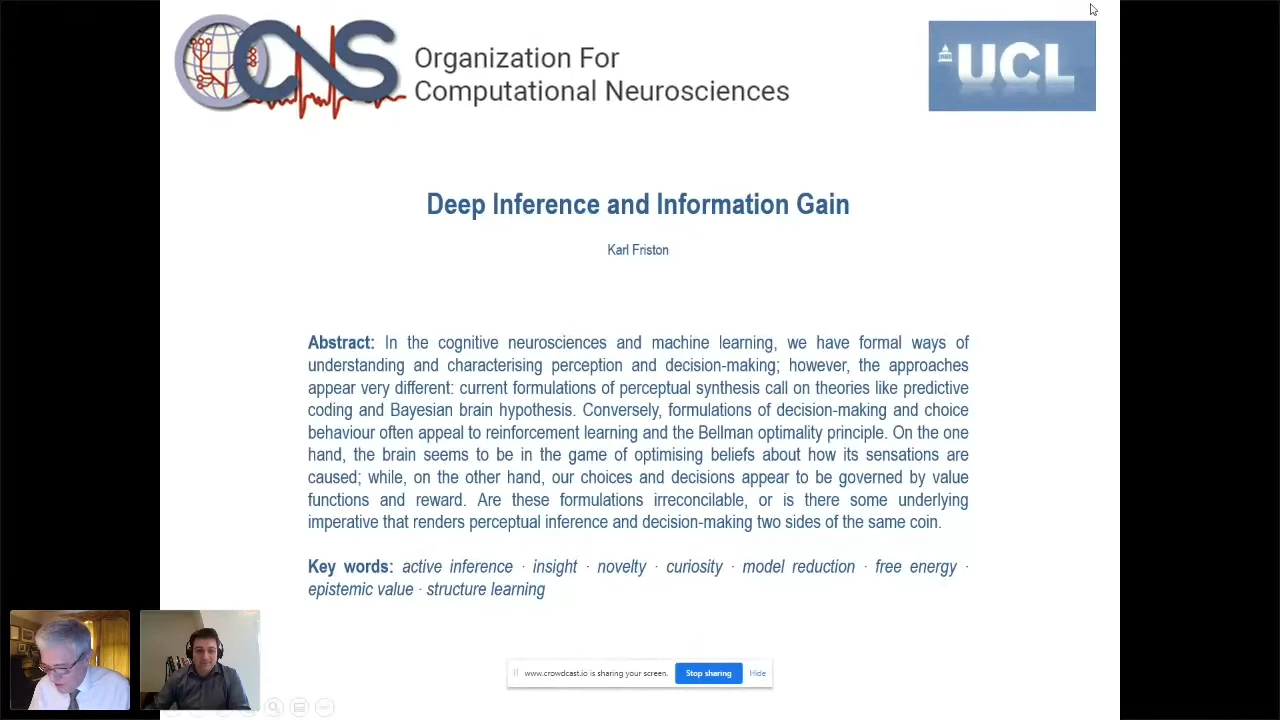 CNS
Organization For
Computational Neurosciences
UCL
Deep Inference and Information Gain
Karl Friston
Abstract: In the cognitive neurosciences and machine learning, we have formal ways of
understanding and characterising perception and decision-making; however, the approaches
appear very different: current formulations of perceptual synthesis call on theories like predictive
coding and Bayesian brain hypothesis. Conversely, formulations of decision-making and choice
behaviour often appeal to reinforcement learning and the Bellman optimality principle. On the one
hand, the brain seems to be in the game of optimising beliefs about how its sensations are
caused; while, on the other hand, our choices and decisions appear to be governed by value
functions and reward. Are these formulations irreconcilable, or is there some underlying
imperative that renders perceptual inference and decision-making two sides of the same coin.
Key words: active inference · insight · novelty · curiosity · model reduction · free energy ·
epistemic value · structure learning
www.crowdcast.io is sharing your screen. Stop sharing Hide